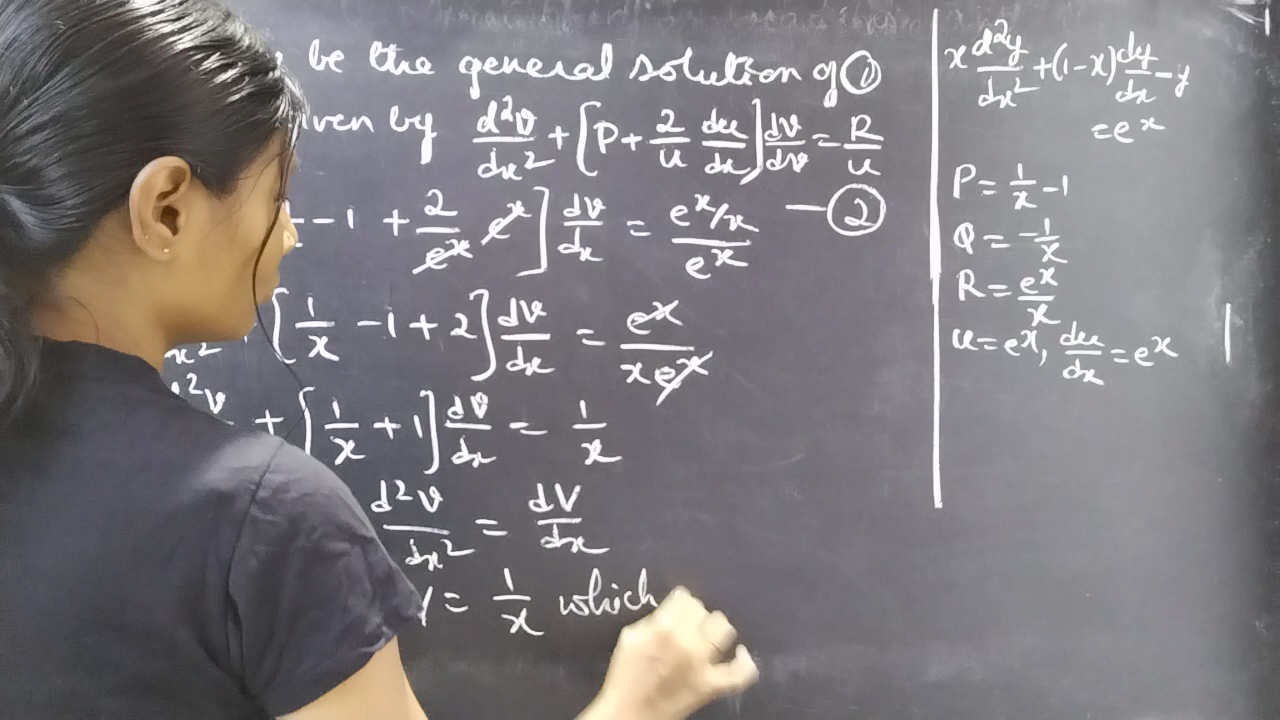 be the general solution of ①
by d²v/dx² + [P + 2/u du/dx] dv/dv = R/u
- 1 + 2/eˣ eˣ] dv/dx = eˣ/x / eˣ — ②
[1/x - 1 + 2] dv/dx = eˣ / x eˣ
+ [1/x + 1] dv/dx = 1/x
d²v/dx² = dV/dx
= 1/x which
x d²y/dx² + (1-x) dy/dx - y
= eˣ
P = 1/x - 1
Q = -1/x
R = eˣ/x
u = eˣ, du/dx = eˣ